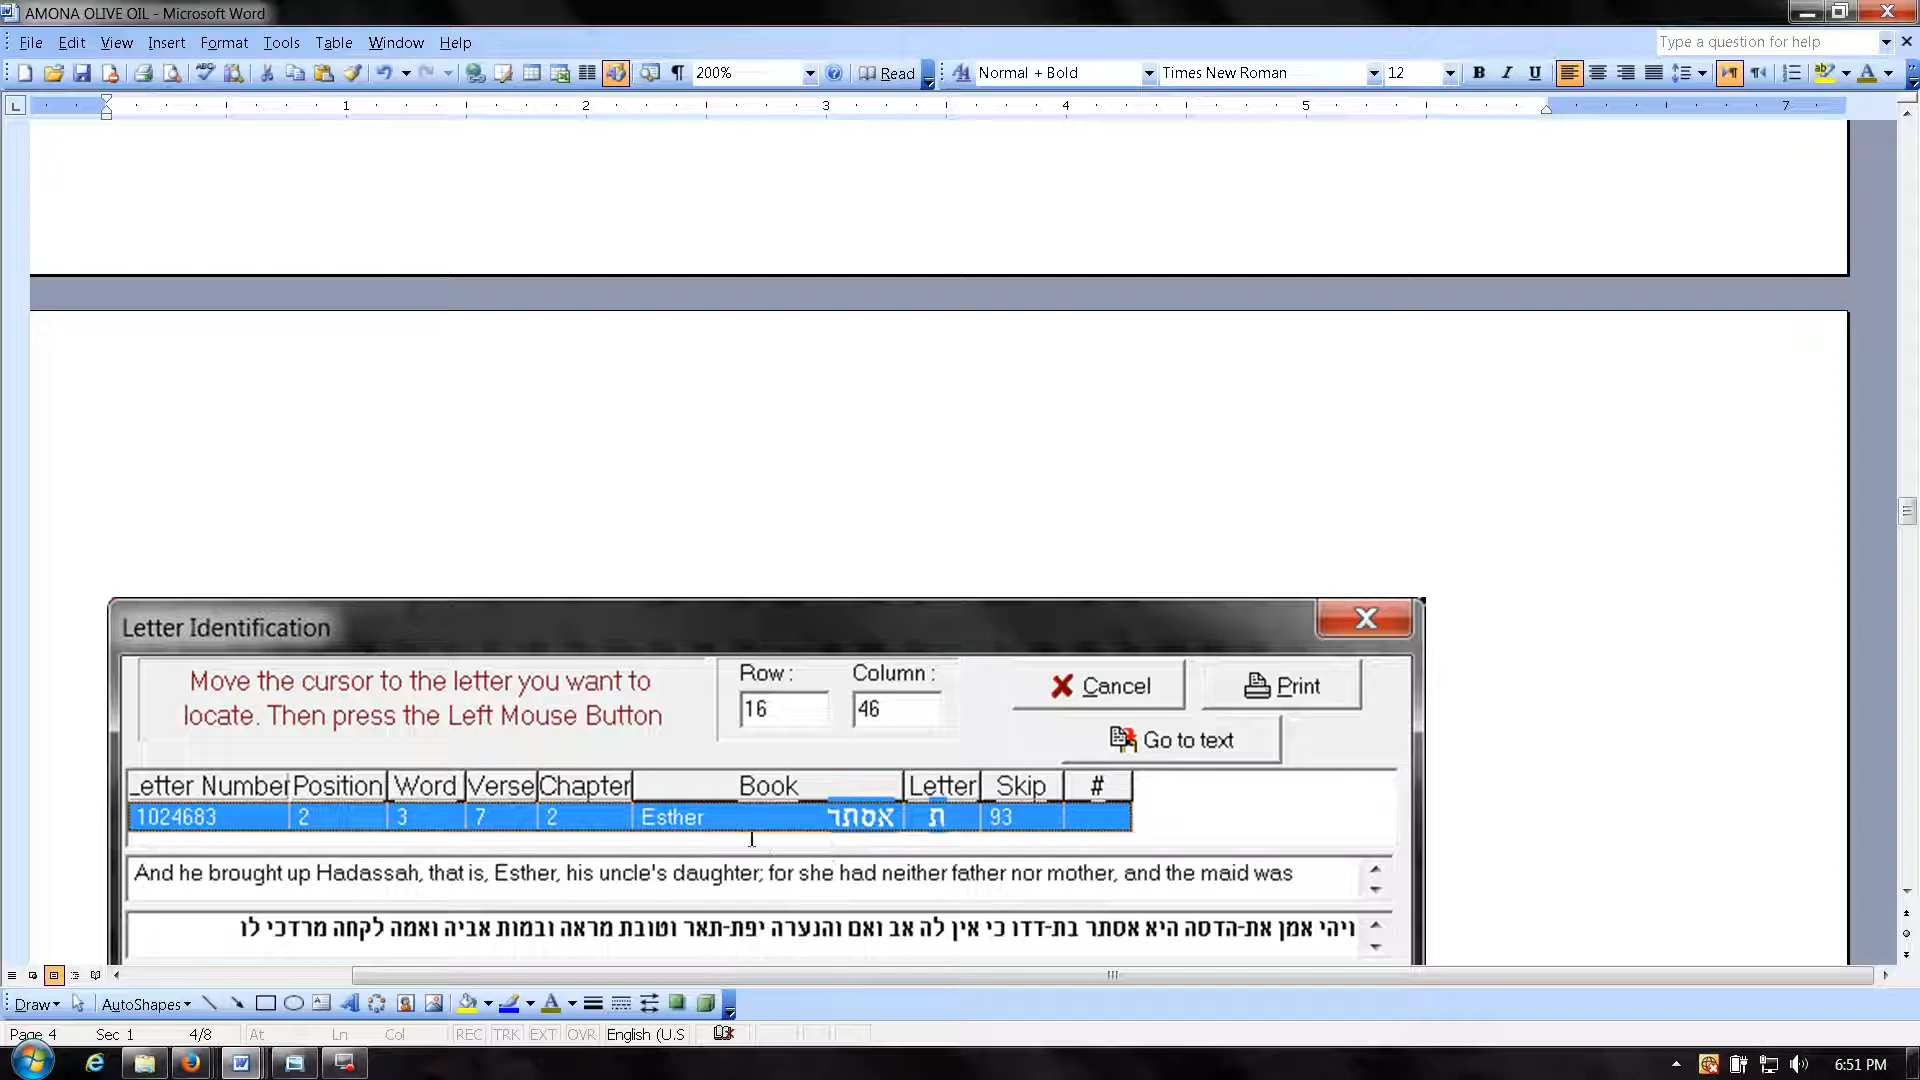 AMONA OLIVE OIL - Microsoft Word
File Edit View Insert Format Tools Table Window Help
Type a question for help
200% Read Normal + Bold Times New Roman 12 B I U
1 2 3 4 5 7
Letter Identification
Move the cursor to the letter you want to
locate. Then press the Left Mouse Button
Row : Column :
16 46
Cancel Print
Go to text
etter Number Position Word Verse Chapter Book Letter Skip #
1024683 2 3 7 2 Esther אסתר ת 93
And he brought up Hadassah, that is, Esther, his uncle's daughter; for she had neither father nor mother, and the maid was
ויהי אמן את-הדסה היא אסתר בת-דדו כי אין לה אב ואם והנערה יפת-תאר וטובת מראה ובמות אביה ואמה לקחה מרדכי לו
Draw AutoShapes
Page 4 Sec 1 4/8 At Ln Col REC TRK EXT OVR English (U.S
6:51 PM